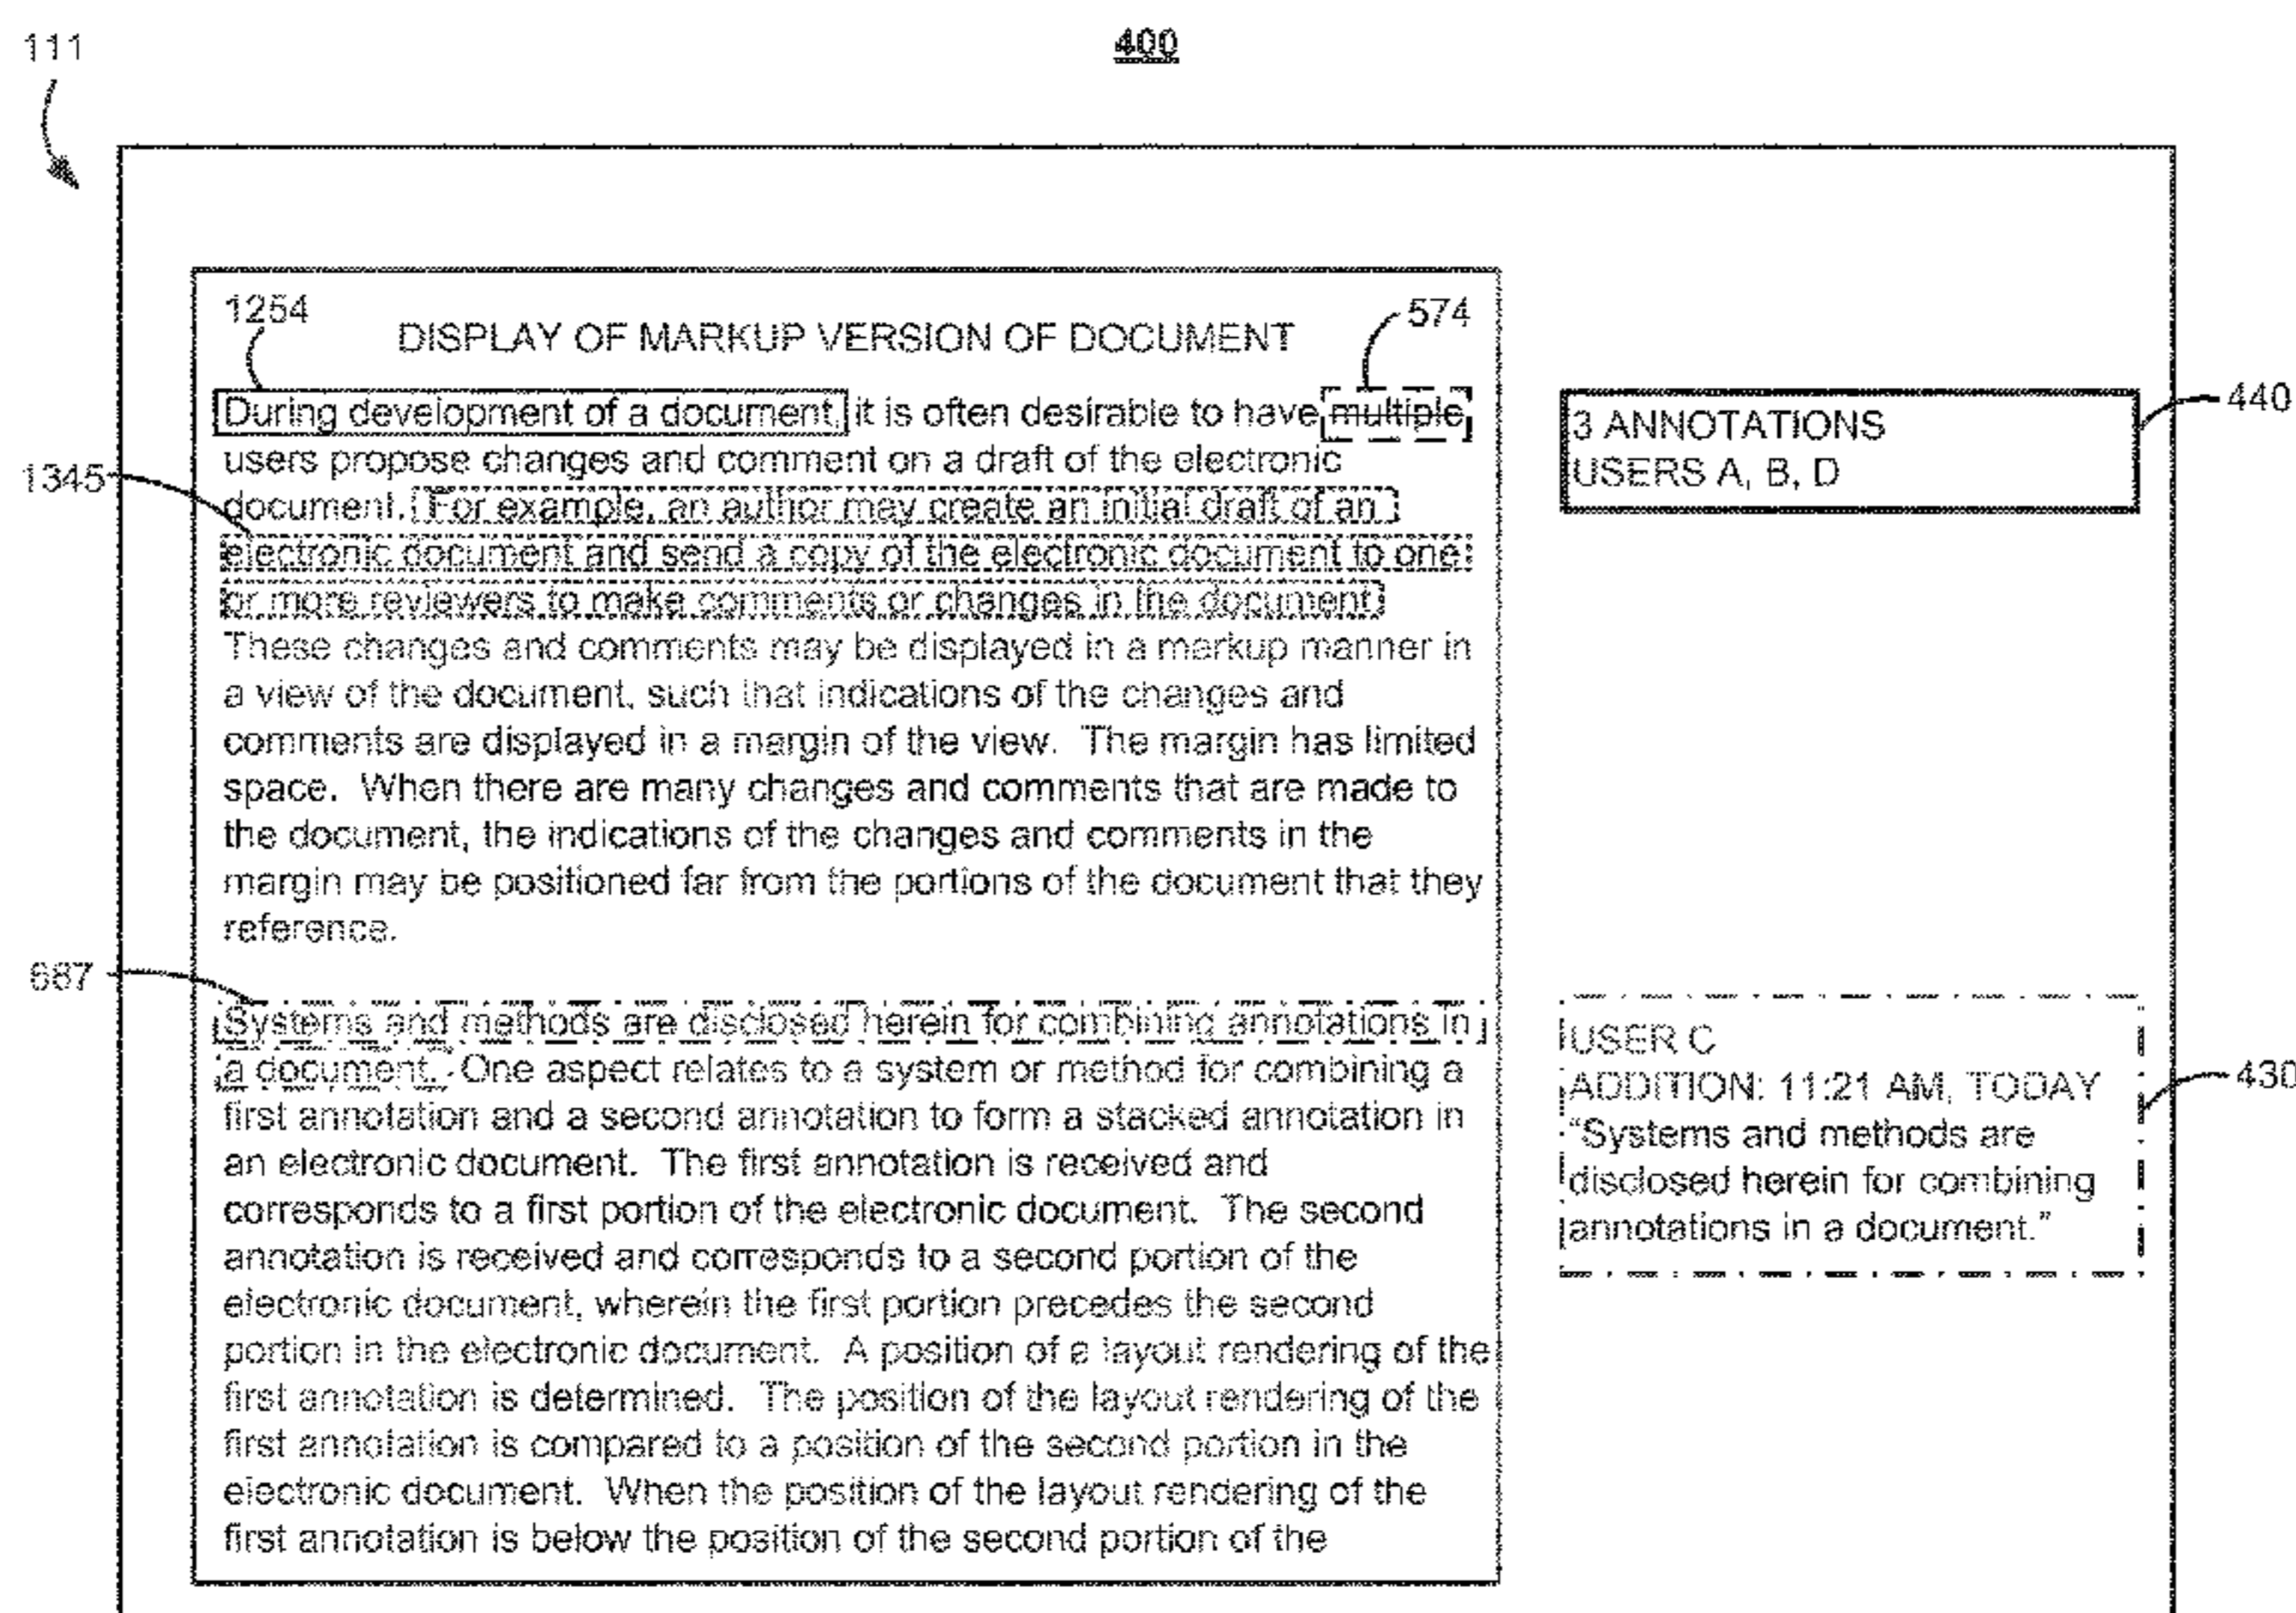 111
400
1254
574
DISPLAY OF MARKUP VERSION OF DOCUMENT
During development of a document, it is often desirable to have multiple
users propose changes and comment on a draft of the electronic
document. For example, an author may create an initial draft of an
electronic document and send a copy of the electronic document to one
or more reviewers to make comments or changes in the document
These changes and comments may be displayed in a markup manner in
a view of the document, such that indications of the changes and
comments are displayed in a margin of the view. The margin has limited
space. When there are many changes and comments that are made to
the document, the indications of the changes and comments in the
margin may be positioned far from the portions of the document that they
reference.
Systems and methods are disclosed herein for combining annotations in
a document. One aspect relates to a system or method for combining a
first annotation and a second annotation to form a stacked annotation in
an electronic document. The first annotation is received and
corresponds to a first portion of the electronic document. The second
annotation is received and corresponds to a second portion of the
electronic document, wherein the first portion precedes the second
portion in the electronic document. A position of a layout rendering of the
first annotation is determined. The position of the layout rendering of the
first annotation is compared to a position of the second portion in the
electronic document. When the position of the layout rendering of the
first annotation is below the position of the second portion of the
1345
687
3 ANNOTATIONS
USERS A, B, D
440
USER C
ADDITION: 11:21 AM, TODAY
“Systems and methods are
disclosed herein for combining
annotations in a document.”
430